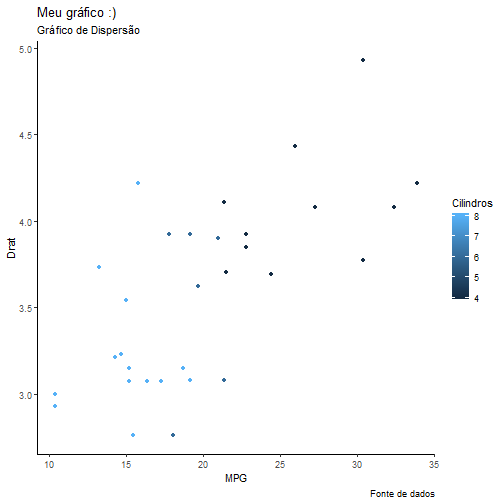 Meu gráfico :)
Gráfico de Dispersão
5.0
4.5
4.0
3.5
3.0
Drat
10 15 20 25 30 35
MPG
Cilindros
8
7
6
5
4
Fonte de dados